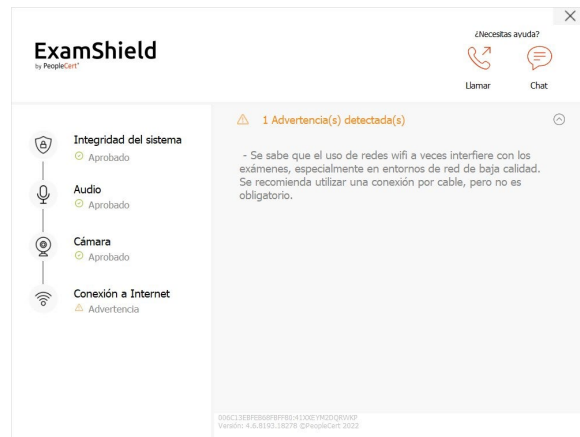 ¿Necesitas ayuda?
ExamShield
by PeopleCert
Llamar
Chat
Integridad del sistema
Aprobado
Audio
Aprobado
Cámara
Aprobado
Conexión a Internet
Advertencia
1 Advertencia(s) detectada(s)
- Se sabe que el uso de redes wifi a veces interfiere con los
exámenes, especialmente en entornos de red de baja calidad.
Se recomienda utilizar una conexión por cable, pero no es
obligatorio.
Versión: 4.6.8193.18278 ©PeopleCert 2022